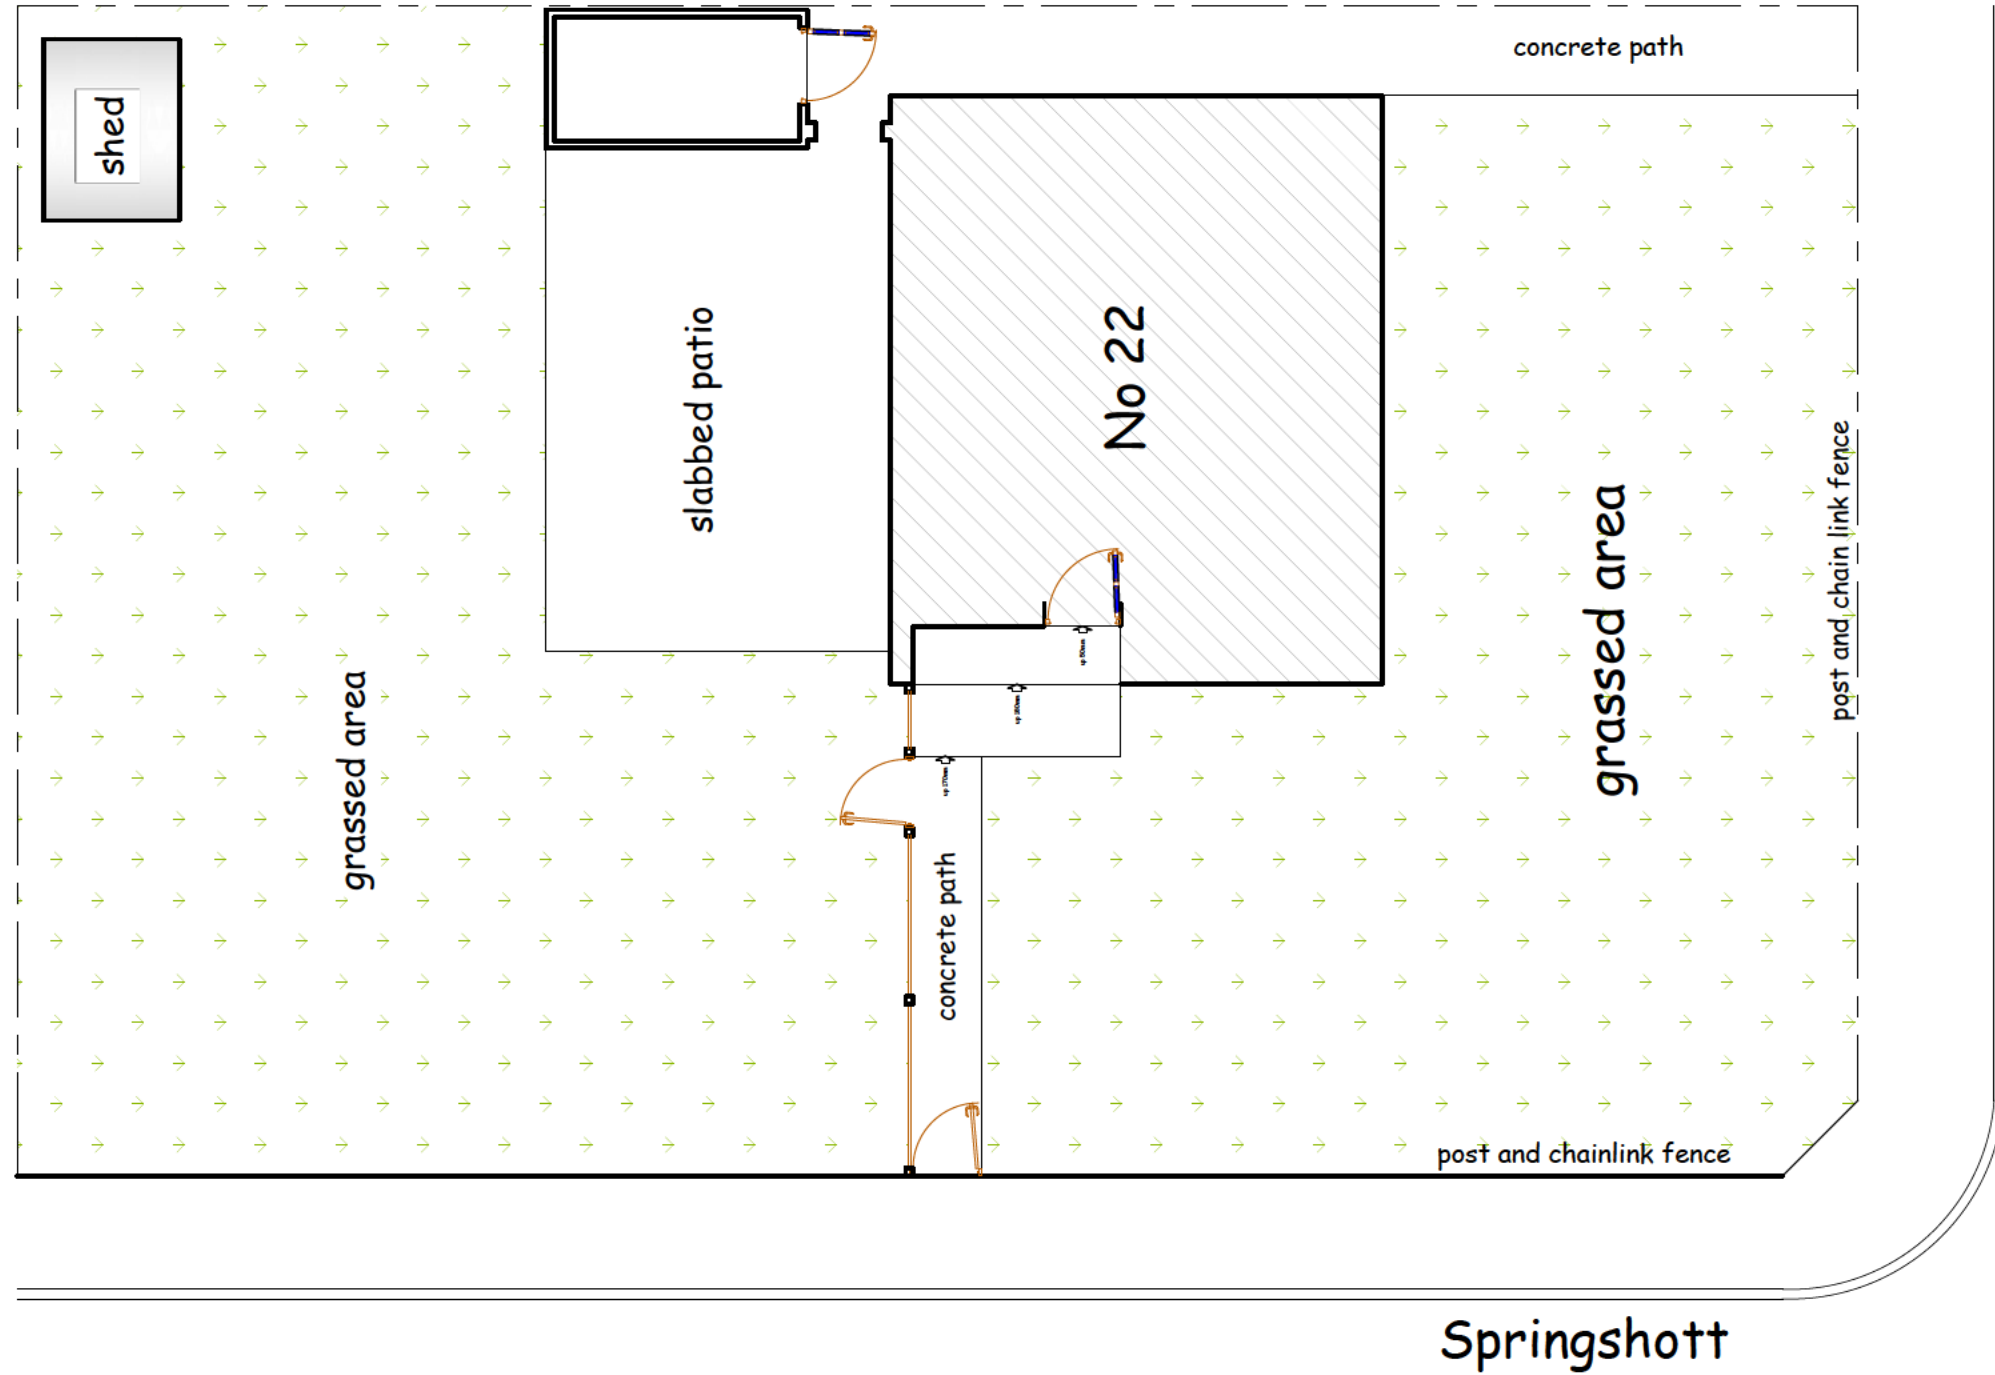 concrete path
shed
No 22
slabbed patio
grassed area
post and chain link fence
grassed area
concrete path
post and chainlink fence
Springshott